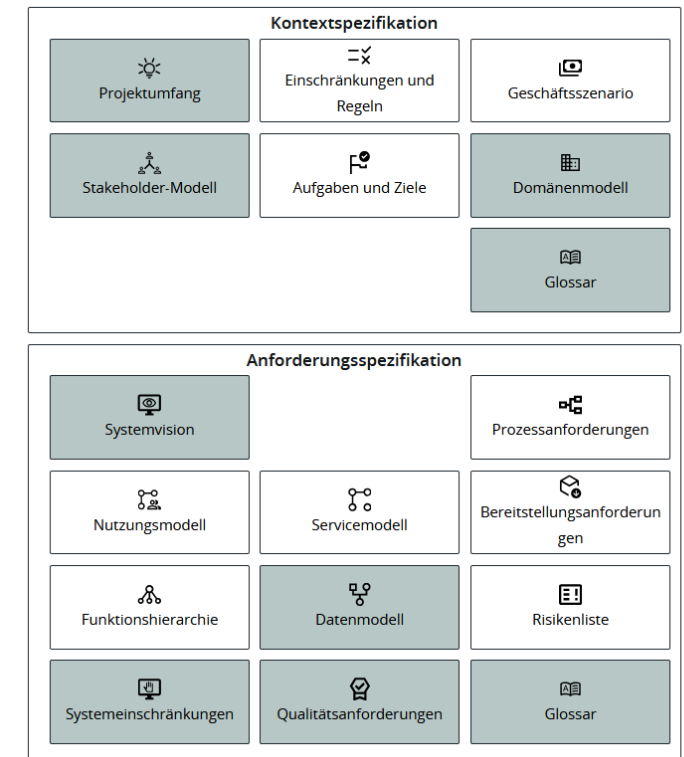 Kontextspezifikation
Projektumfang
Einschränkungen und
Regeln
Geschäftsszenario
Stakeholder-Modell
Aufgaben und Ziele
Domänenmodell
Glossar
Anforderungsspezifikation
Systemvision
Prozessanforderungen
Nutzungsmodell
Servicemodell
Bereitstellungsanforderun
gen
Funktionshierarchie
Datenmodell
Risikenliste
Systemeinschränkungen
Qualitätsanforderungen
Glossar